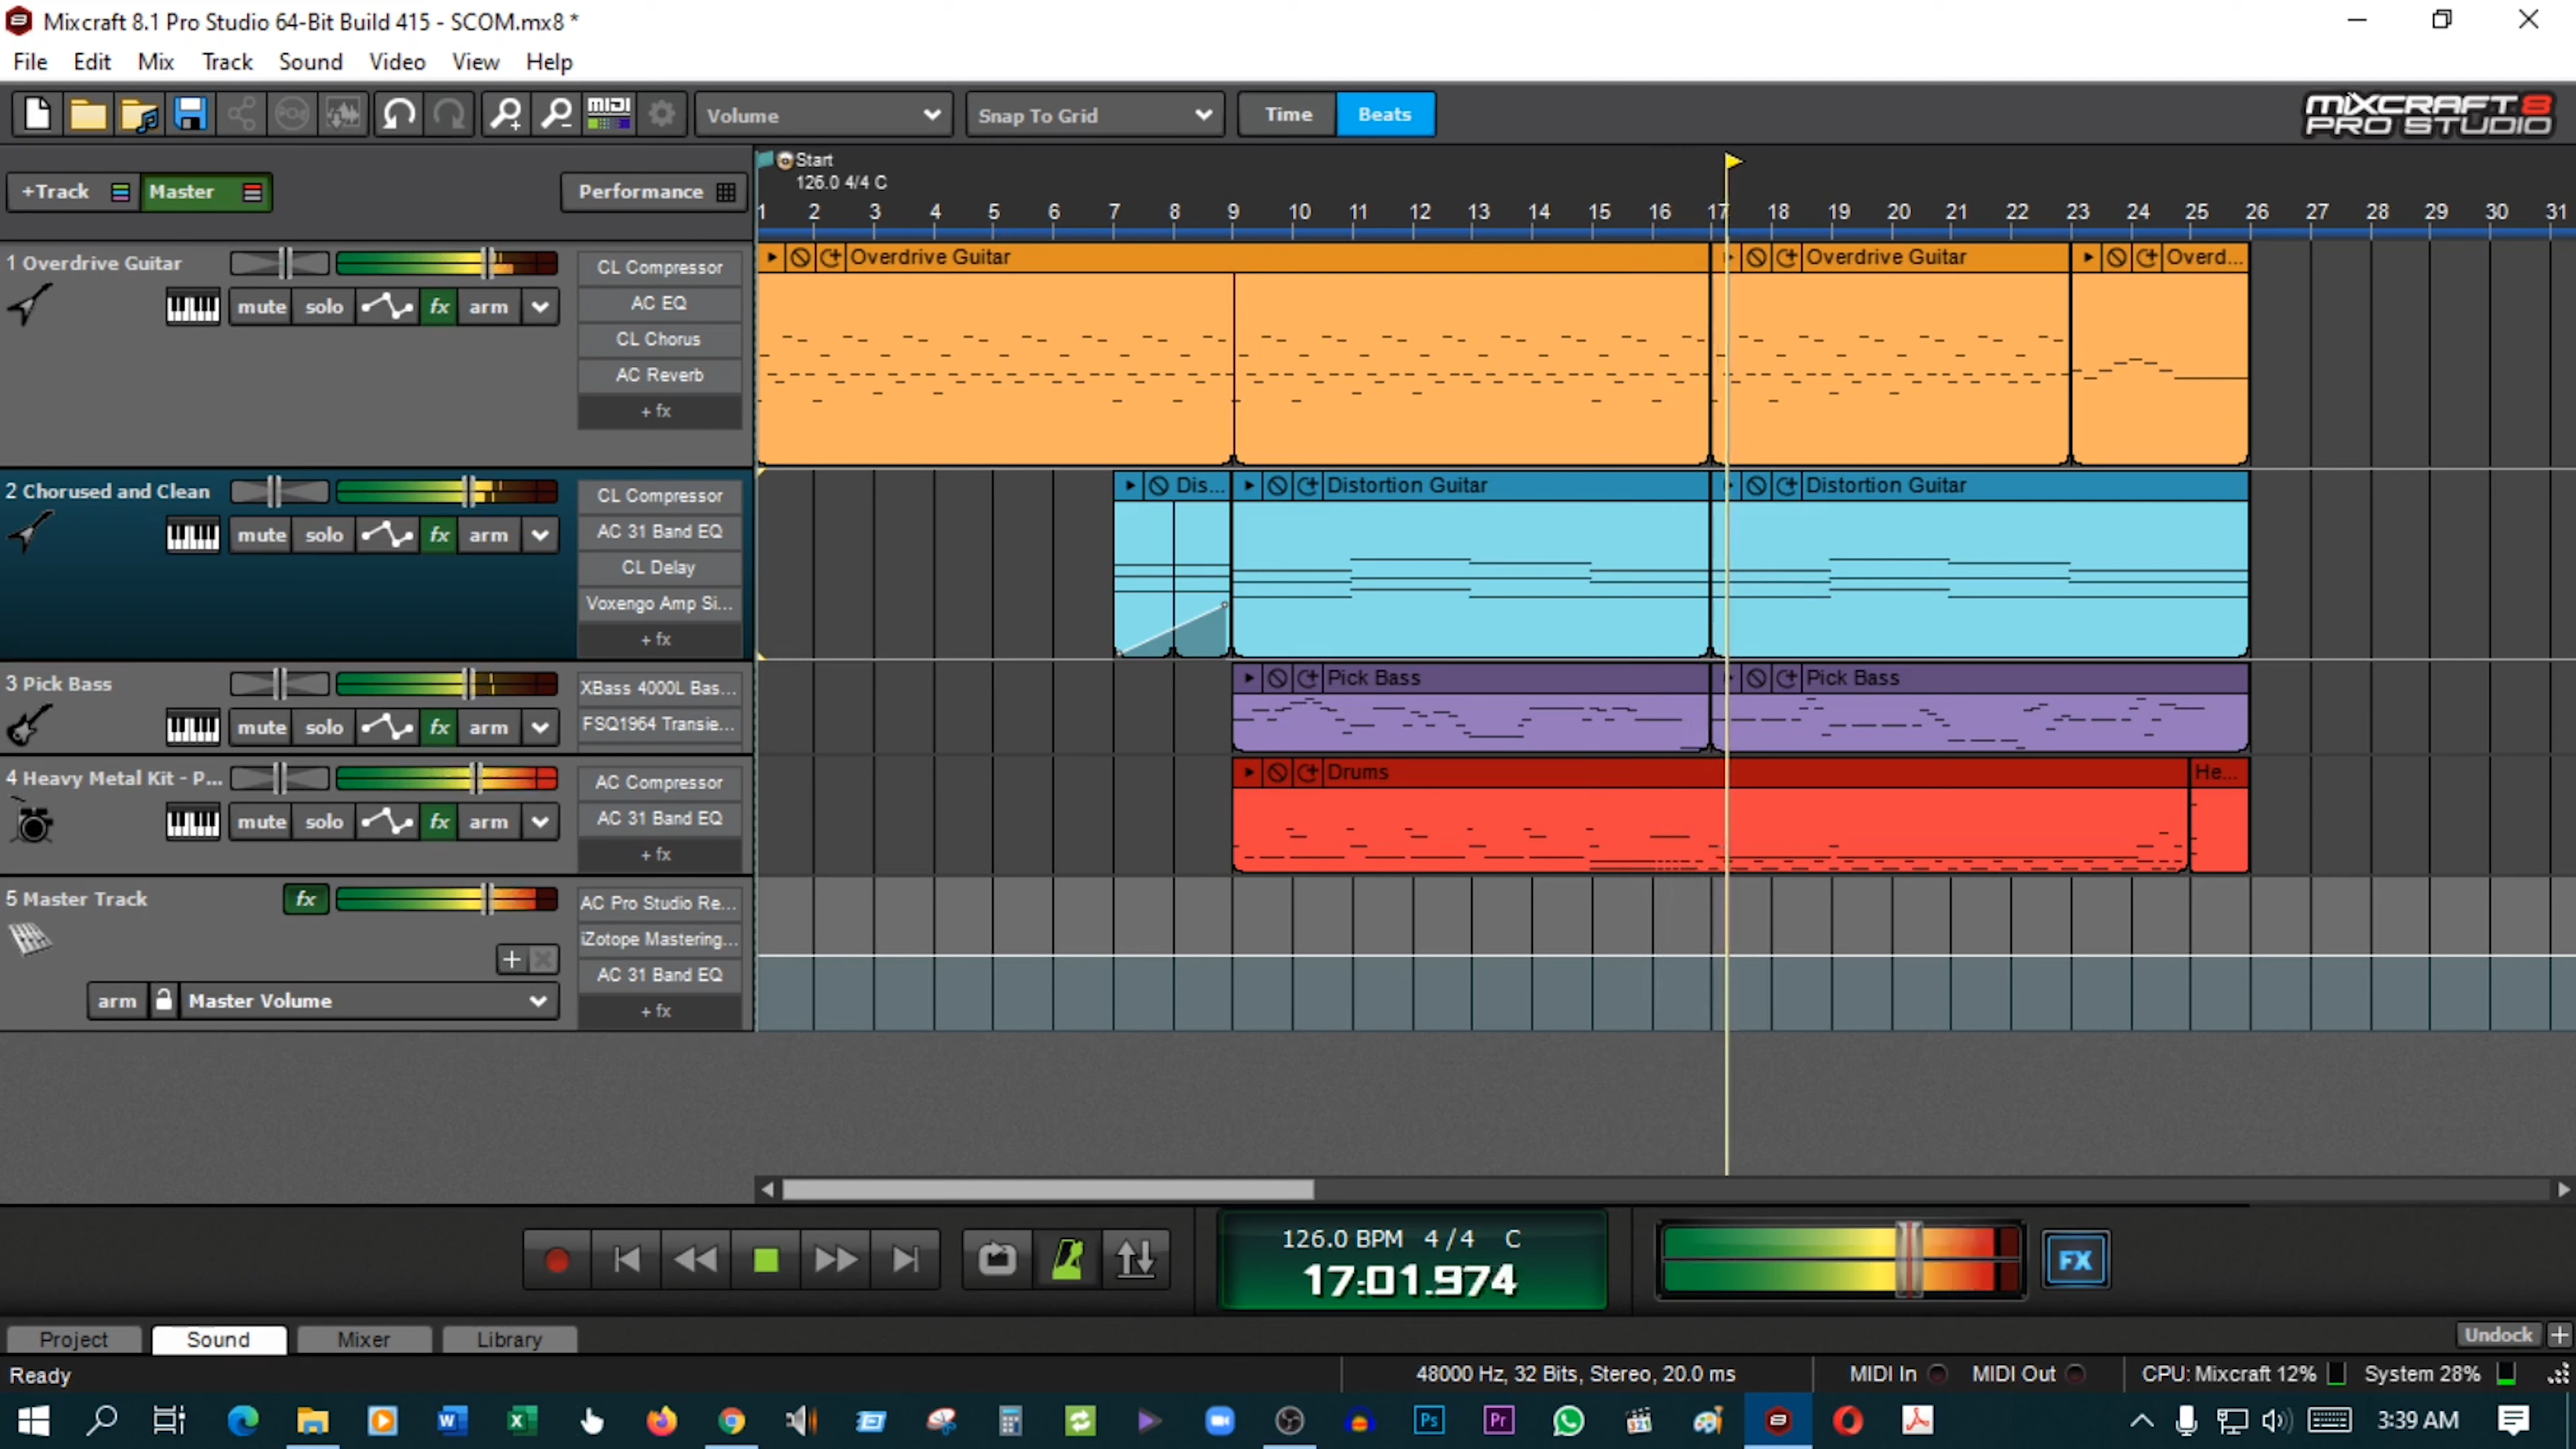 Mixcraft 8.1 Pro Studio 64-Bit Build 415 - SCOM.mx8 *
File Edit Mix Track Sound Video View Help
MIDI Volume Snap To Grid Time Beats MIXCRAFT 8
PRO STUDIO
+Track Master Performance
Start
126.0 4/4 C
1 2 3 4 5 6 7 8 9 10 11 12 13 14 15 16 17 18 19 20 21 22 23 24 25 26 27 28 29 30 31
1 Overdrive Guitar
mute solo fx arm
CL Compressor
AC EQ
CL Chorus
AC Reverb
+ fx
Overdrive Guitar Overdrive Guitar Overd...
2 Chorused and Clean
mute solo fx arm
CL Compressor
AC 31 Band EQ
CL Delay
Voxengo Amp Si...
+ fx
Dis... Distortion Guitar Distortion Guitar
3 Pick Bass
mute solo fx arm
XBass 4000L Bas...
FSQ1964 Transie...
Pick Bass Pick Bass
4 Heavy Metal Kit - P...
mute solo fx arm
AC Compressor
AC 31 Band EQ
+ fx
Drums He...
5 Master Track fx
arm Master Volume
AC Pro Studio Re...
iZotope Mastering...
AC 31 Band EQ
+ fx
126.0 BPM 4/4 C
17:01.974
FX
Project Sound Mixer Library Undock
Ready 48000 Hz, 32 Bits, Stereo, 20.0 ms MIDI In MIDI Out CPU: Mixcraft 12% System 28%
Ps Pr 321 3:39 AM